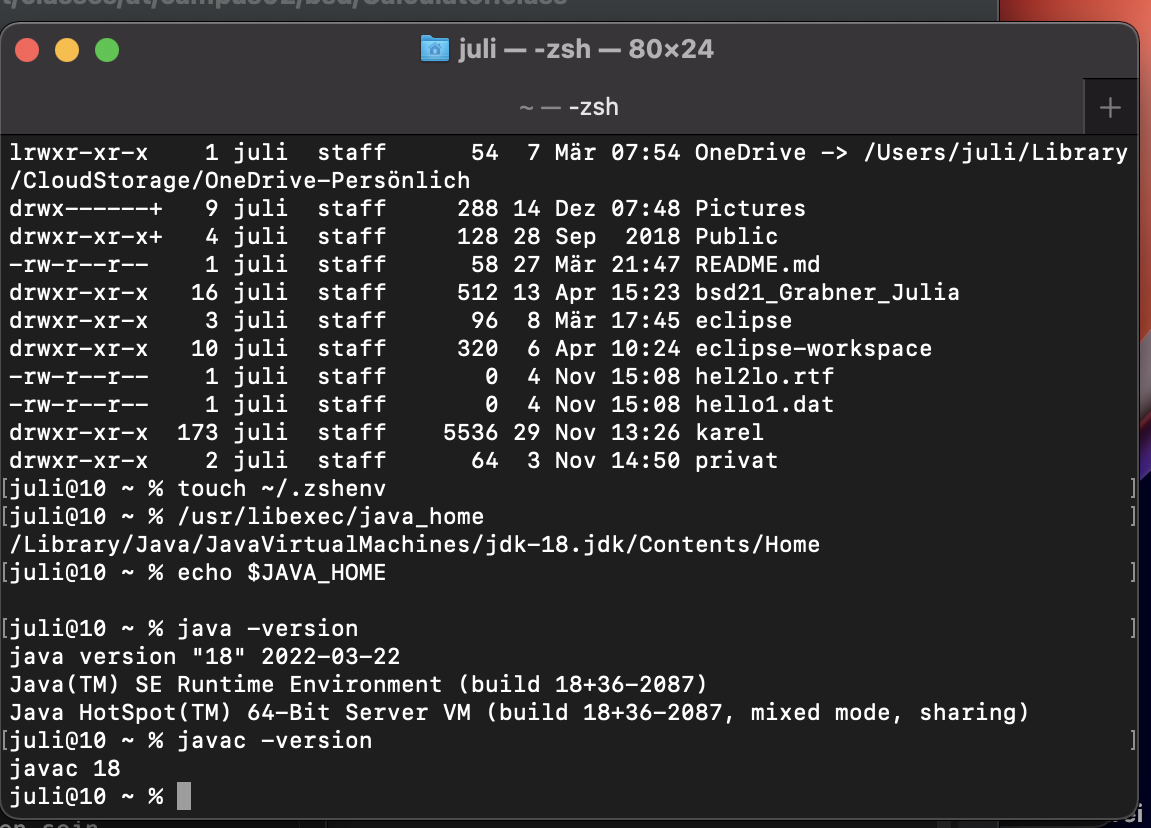 t/classes/at/campus02/bsd/Calculator.class
juli — -zsh — 80×24
~ — -zsh
lrwxr-xr-x    1 juli  staff      54  7 Mär 07:54 OneDrive -> /Users/juli/Library
/CloudStorage/OneDrive-Persönlich
drwx------+   9 juli  staff     288 14 Dez 07:48 Pictures
drwxr-xr-x+   4 juli  staff     128 28 Sep  2018 Public
-rw-r--r--    1 juli  staff      58 27 Mär 21:47 README.md
drwxr-xr-x   16 juli  staff     512 13 Apr 15:23 bsd21_Grabner_Julia
drwxr-xr-x    3 juli  staff      96  8 Mär 17:45 eclipse
drwxr-xr-x   10 juli  staff     320  6 Apr 10:24 eclipse-workspace
-rw-r--r--    1 juli  staff       0  4 Nov 15:08 hel2lo.rtf
-rw-r--r--    1 juli  staff       0  4 Nov 15:08 hello1.dat
drwxr-xr-x  173 juli  staff    5536 29 Nov 13:26 karel
drwxr-xr-x    2 juli  staff      64  3 Nov 14:50 privat
[juli@10 ~ % touch ~/.zshenv ]
[juli@10 ~ % /usr/libexec/java_home ]
/Library/Java/JavaVirtualMachines/jdk-18.jdk/Contents/Home
[juli@10 ~ % echo $JAVA_HOME ]
[juli@10 ~ % java -version ]
java version "18" 2022-03-22
Java(TM) SE Runtime Environment (build 18+36-2087)
Java HotSpot(TM) 64-Bit Server VM (build 18+36-2087, mixed mode, sharing)
[juli@10 ~ % javac -version ]
javac 18
juli@10 ~ %